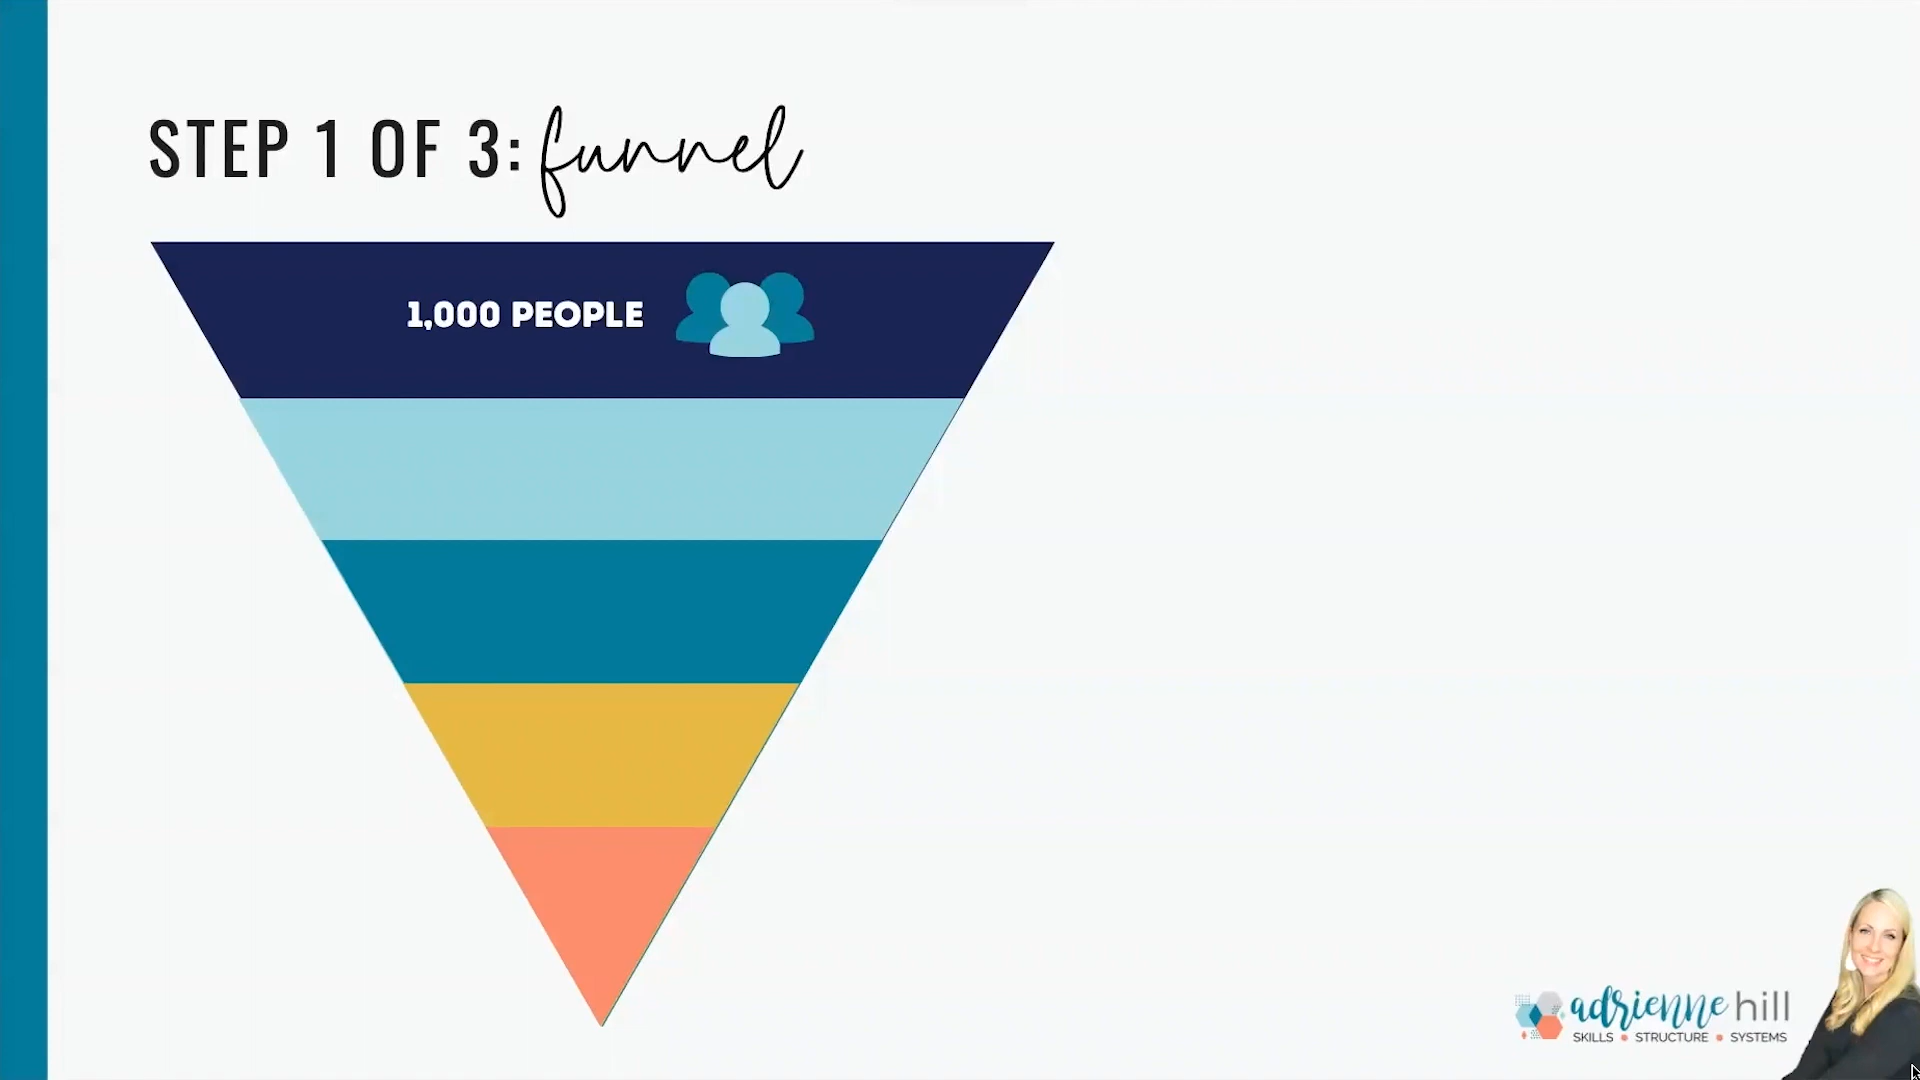 STEP 1 OF 3: funnel
1,000 PEOPLE
adrienne hill
SKILLS • STRUCTURE • SYSTEMS